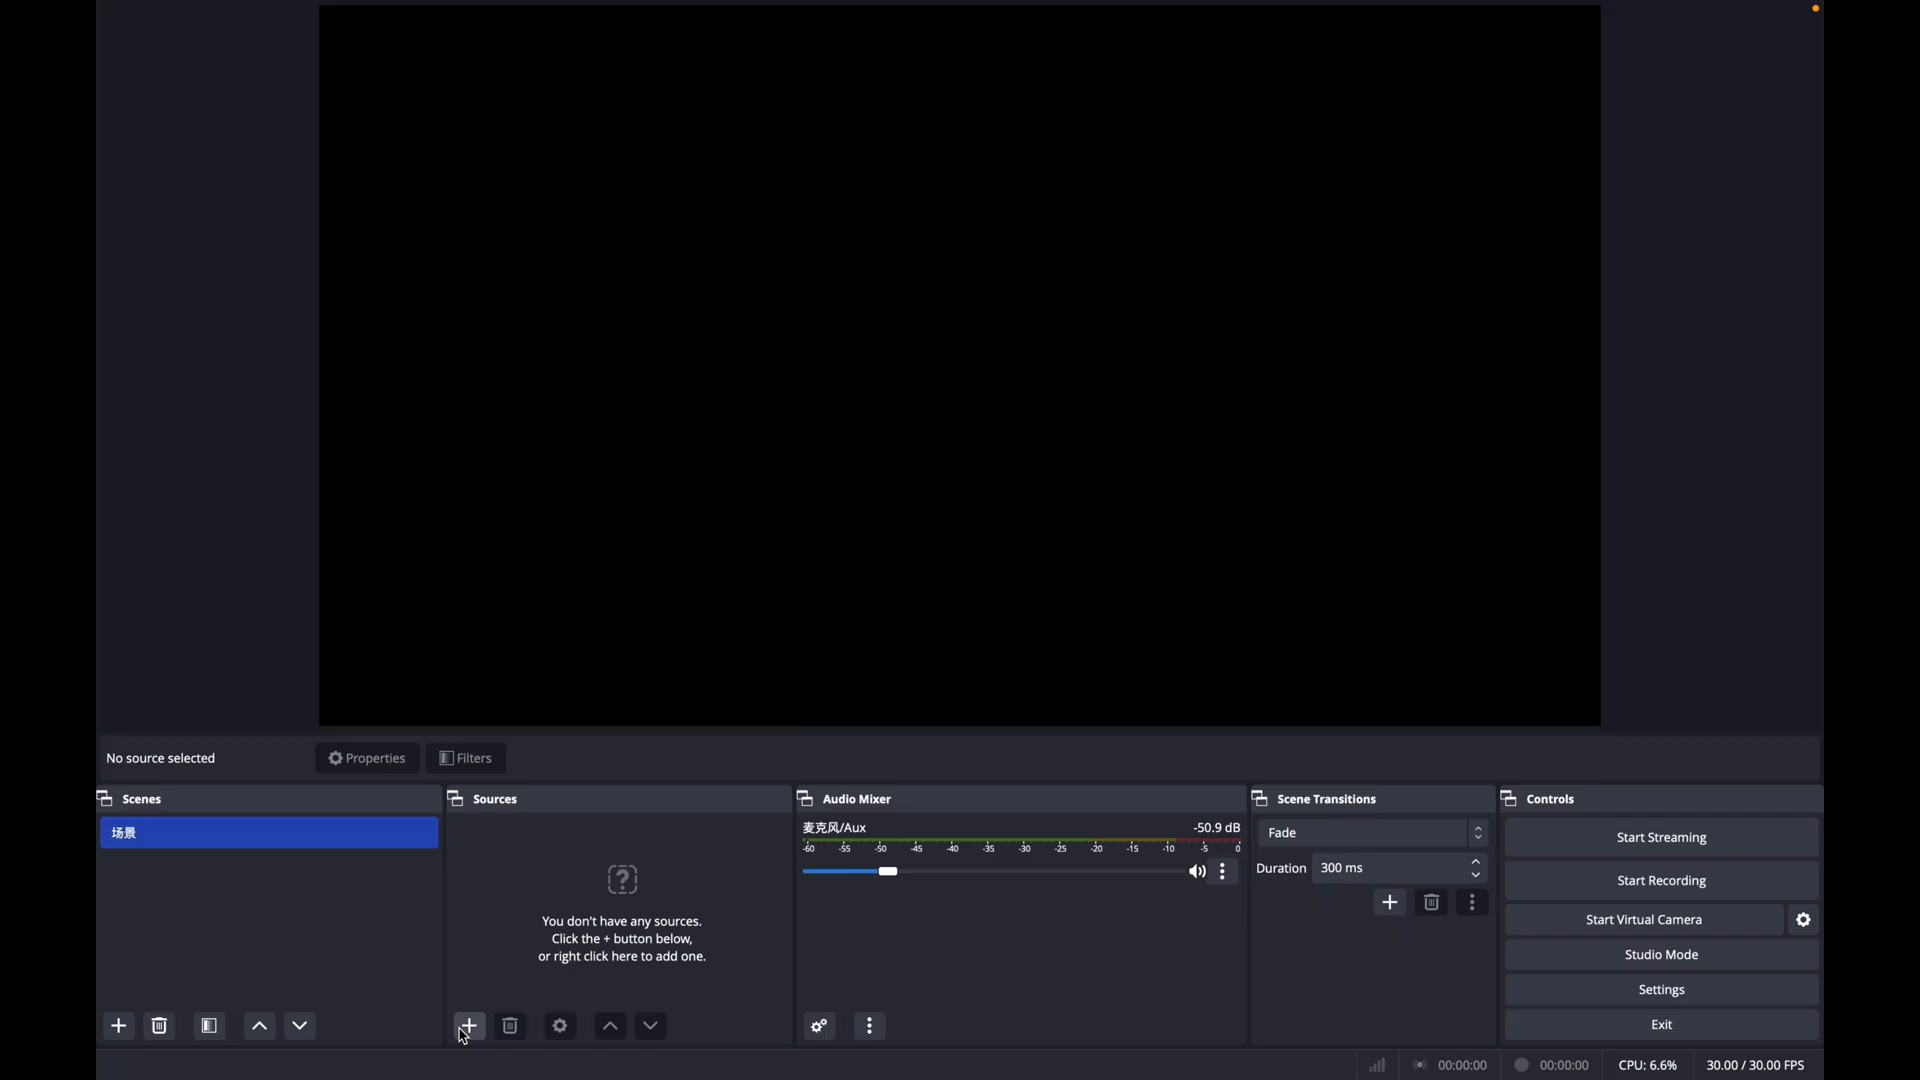 No source selected
Properties
Filters
Scenes
场景
Sources
You don't have any sources.
Click the + button below,
or right click here to add one.
Audio Mixer
麦克风/Aux
-50.9 dB
-60 -55 -50 -45 -40 -35 -30 -25 -20 -15 -10 -5 0
Scene Transitions
Fade
Duration
300 ms
Controls
Start Streaming
Start Recording
Start Virtual Camera
Studio Mode
Settings
Exit
00:00:00
00:00:00
CPU: 6.6%
30.00 / 30.00 FPS